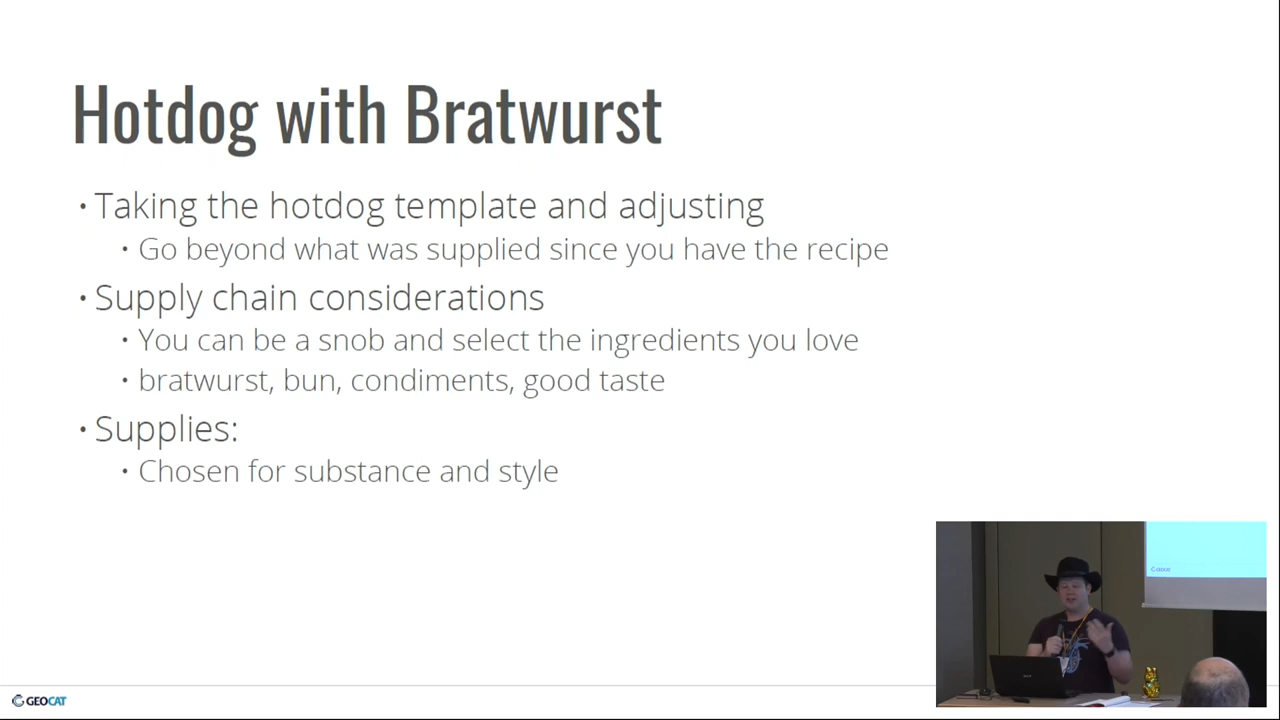 Hotdog with Bratwurst
• Taking the hotdog template and adjusting
• Go beyond what was supplied since you have the recipe
• Supply chain considerations
• You can be a snob and select the ingredients you love
• bratwurst, bun, condiments, good taste
• Supplies:
• Chosen for substance and style
GEOCAT